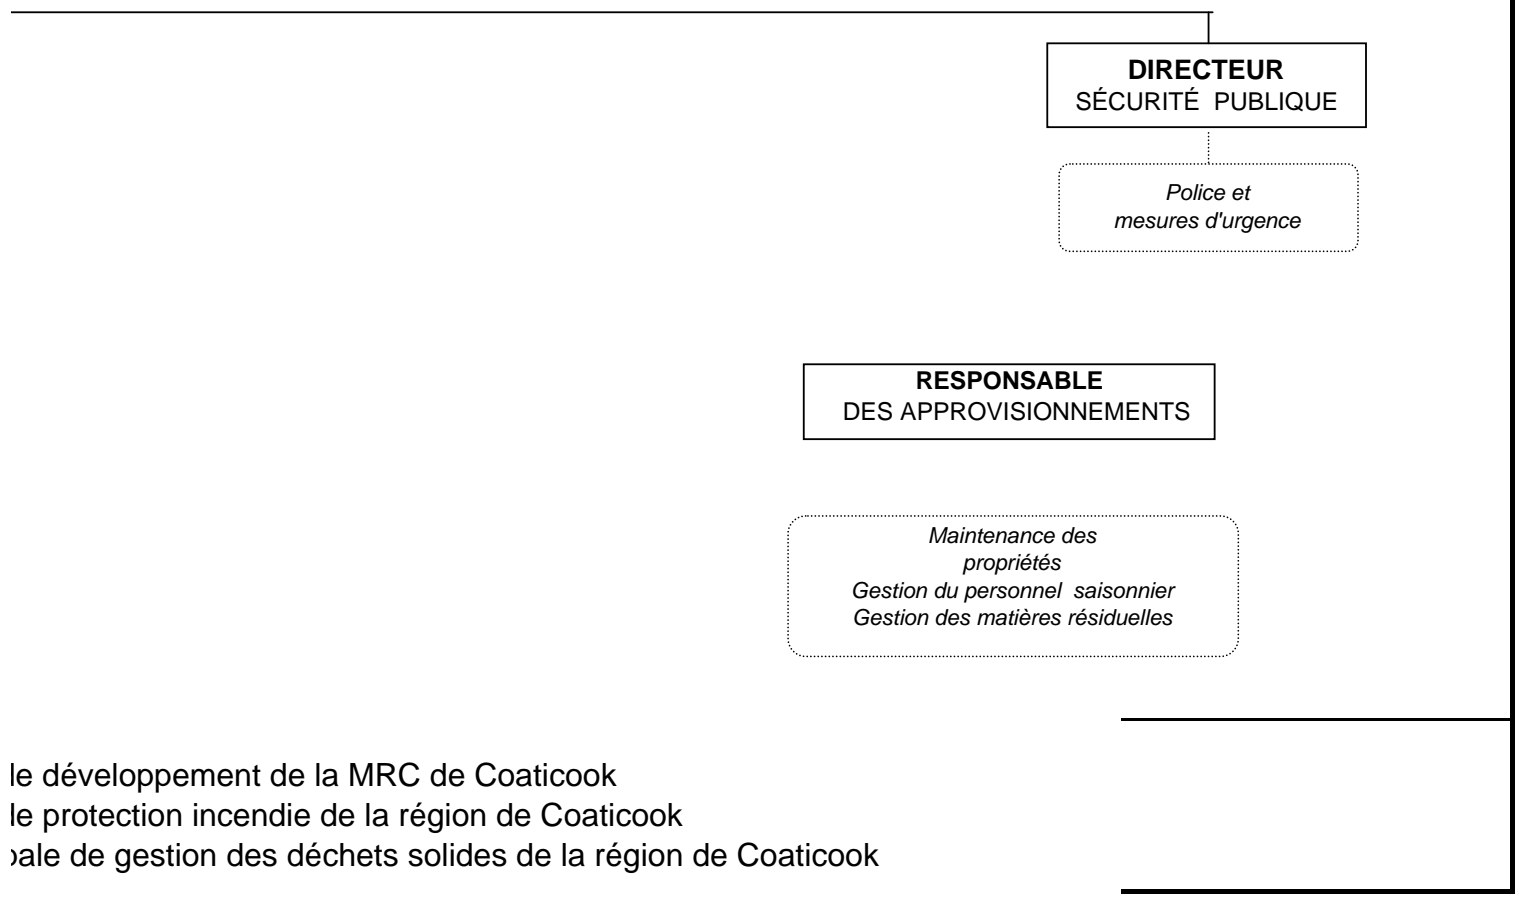 DIRECTEUR
SÉCURITÉ PUBLIQUE
Police et
mesures d'urgence
RESPONSABLE
DES APPROVISIONNEMENTS
Maintenance des
propriétés
Gestion du personnel saisonnier
Gestion des matières résiduelles
développement de la MRC de Coaticook
protection incendie de la région de Coaticook
de gestion des déchets solides de la région de Coaticook